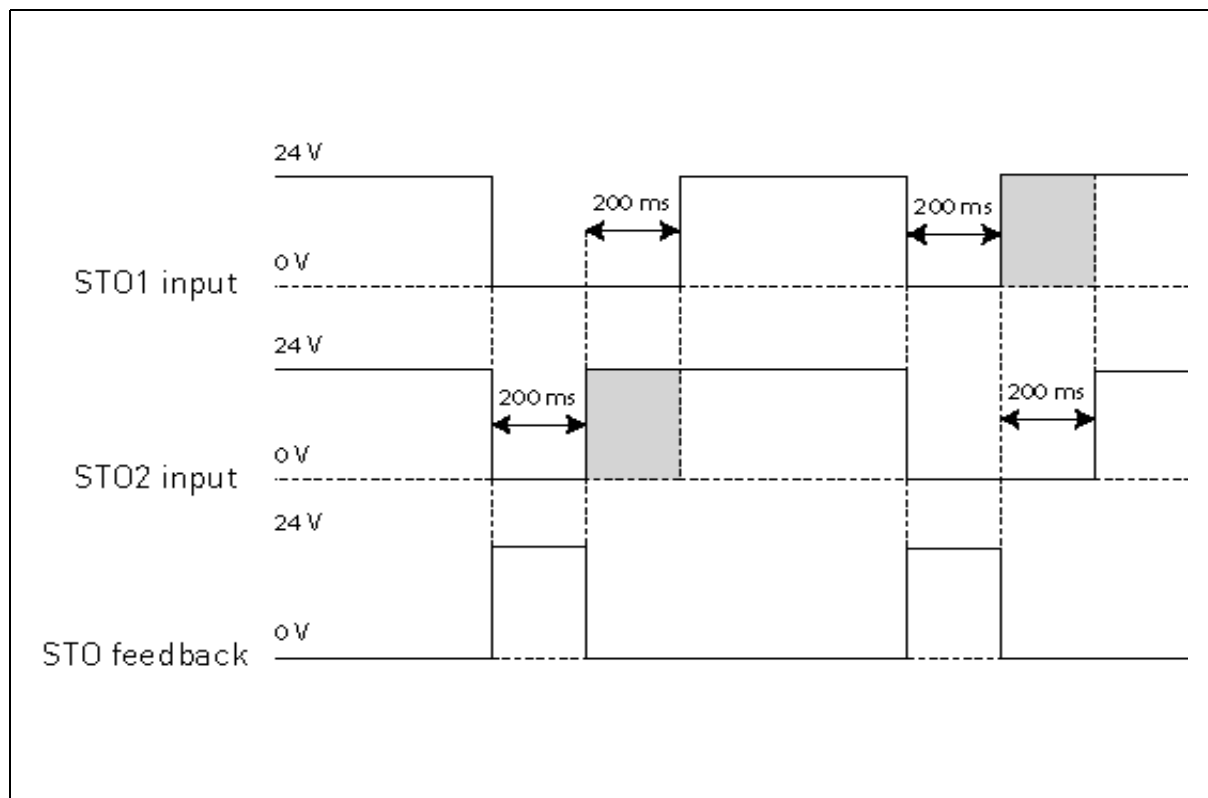 24 V
200 ms
200 ms
0 V
STO1 input
24 V
200 ms
200 ms
0 V
STO2 input
24 V
0 V
STO feedback